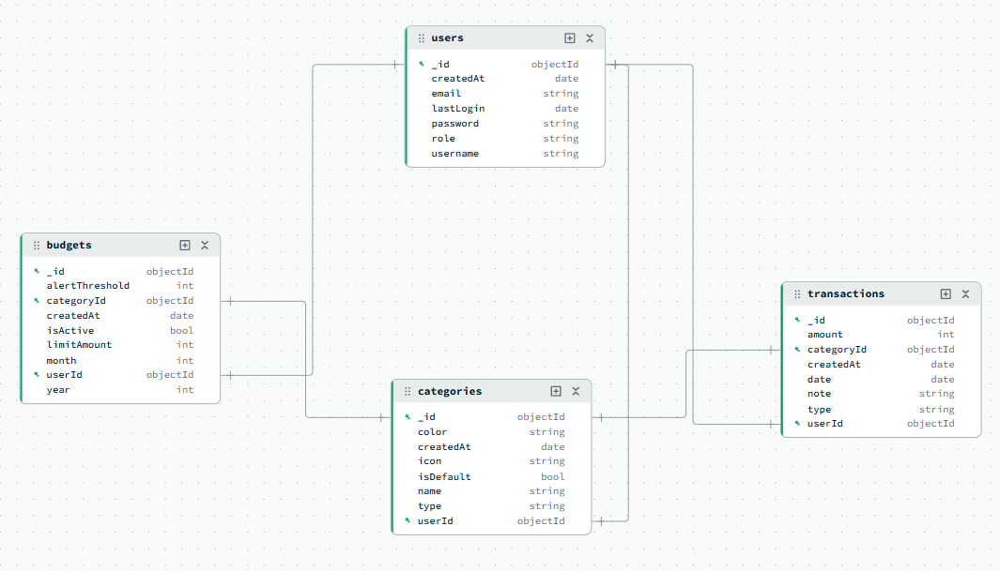 users
_id objectId
createdAt date
email string
lastLogin date
password string
role string
username string
budgets
_id objectId
alertThreshold int
categoryId objectId
createdAt date
isActive bool
limitAmount int
month int
userId objectId
year int
categories
_id objectId
color string
createdAt date
icon string
isDefault bool
name string
type string
userId objectId
transactions
_id objectId
amount int
categoryId objectId
createdAt date
date date
note string
type string
userId objectId